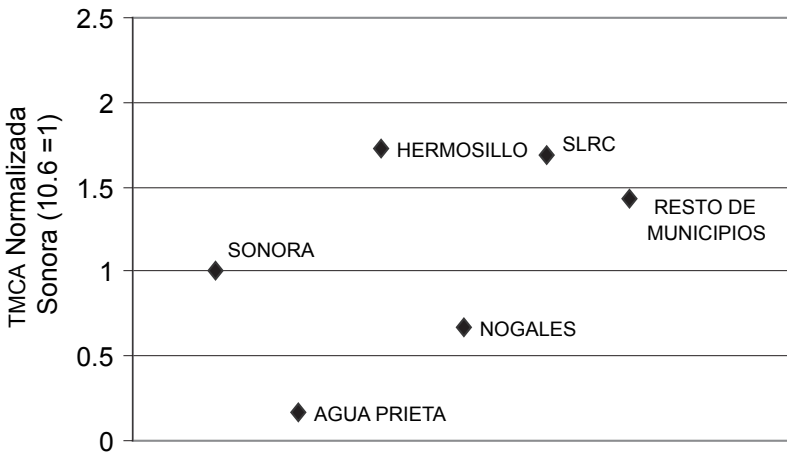 TMCA Normalizada
Sonora (10.6 =1)
2.5
2
1.5
1
0.5
0
HERMOSILLO
SLRC
RESTO DE
MUNICIPIOS
SONORA
NOGALES
AGUA PRIETA